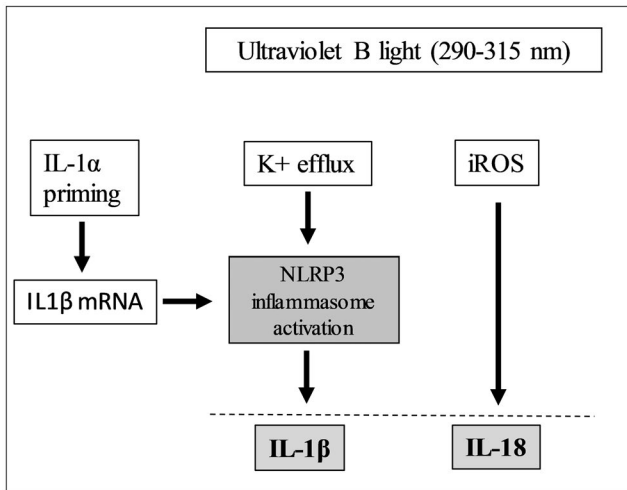 Ultraviolet B light (290-315 nm)
IL-1α
priming
K+ efflux
iROS
IL1β mRNA
NLRP3
inflammasome
activation
IL-1β
IL-18